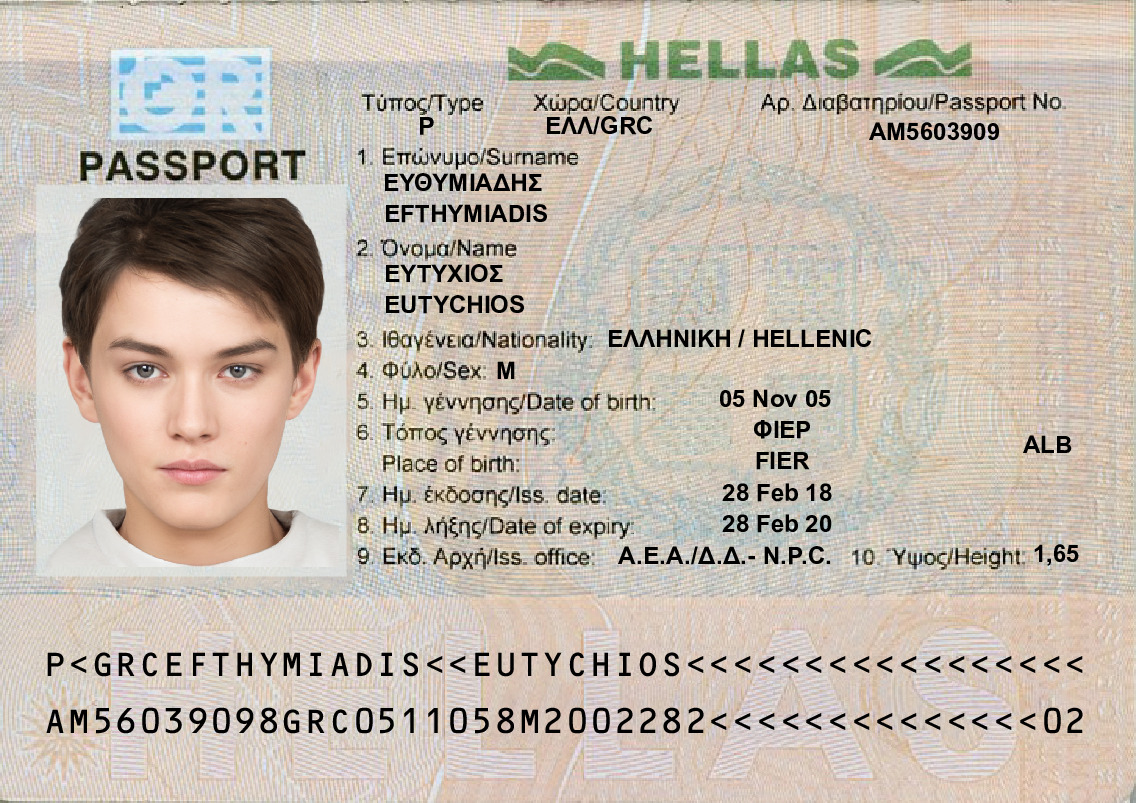 HELLAS
GR
PASSPORT
Τύπος/Type Χώρα/Country Αρ. Διαβατηρίου/Passport No.
P ΕΛΛ/GRC AM5603909
1. Επώνυμο/Surname
ΕΥΘΥΜΙΑΔΗΣ
EFTHYMIADIS
2. Όνομα/Name
ΕΥΤΥΧΙΟΣ
EUTYCHIOS
3. Ιθαγένεια/Nationality: ΕΛΛΗΝΙΚΗ / HELLENIC
4. Φύλο/Sex: M
5. Ημ. γέννησης/Date of birth: 05 Nov 05
6. Τόπος γέννησης: ΦΙΕΡ
Place of birth: FIER ALB
7. Ημ. έκδοσης/Iss. date: 28 Feb 18
8. Ημ. λήξης/Date of expiry: 28 Feb 20
9. Εκδ. Αρχή/Iss. office: Α.Ε.Α./Δ.Δ.- N.P.C. 10. Ύψος/Height: 1,65
HELLAS
P<GRCEFTHYMIADIS<<EUTYCHIOS<<<<<<<<<<<<<<<<<
AM56039098GRC0511058M2002282<<<<<<<<<<<<<<02